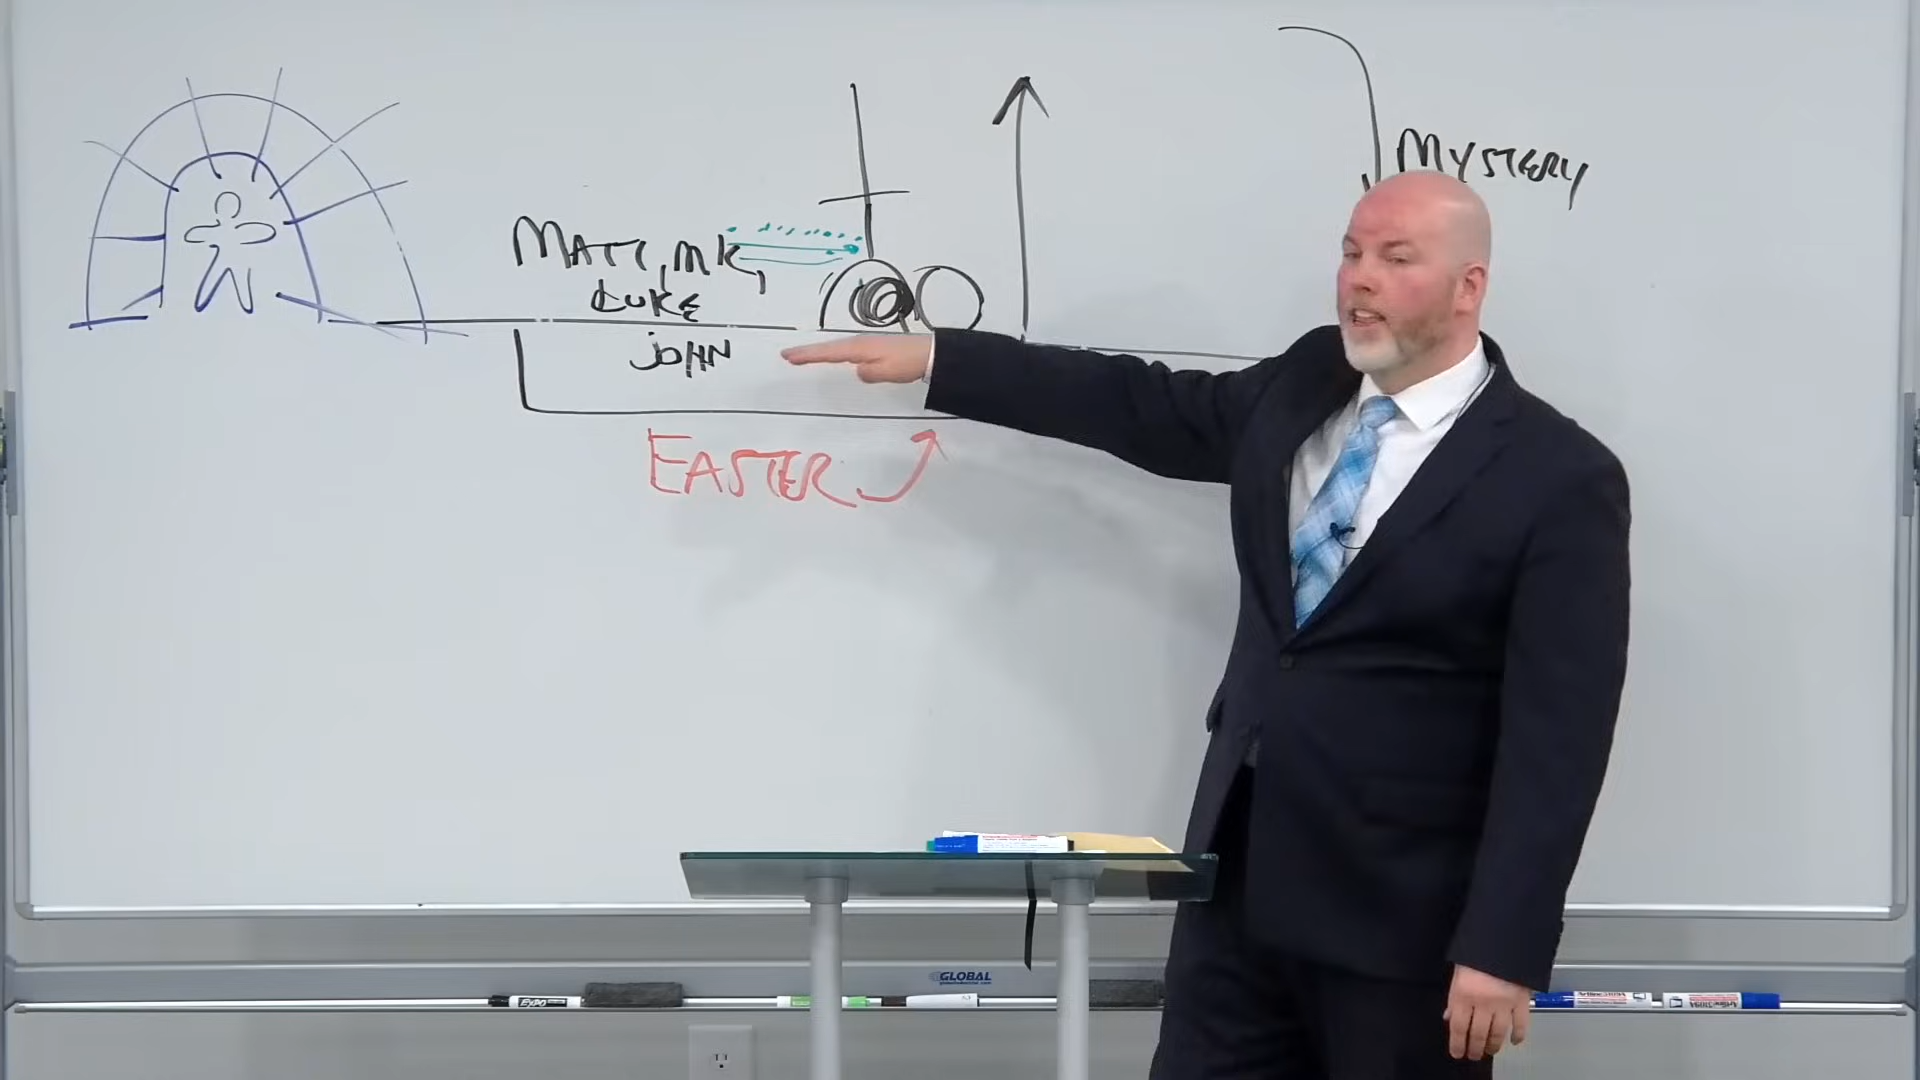 MYSTERY
MATT, MK,
LUKE
JOHN
EASTER
GLOBAL
EXPO